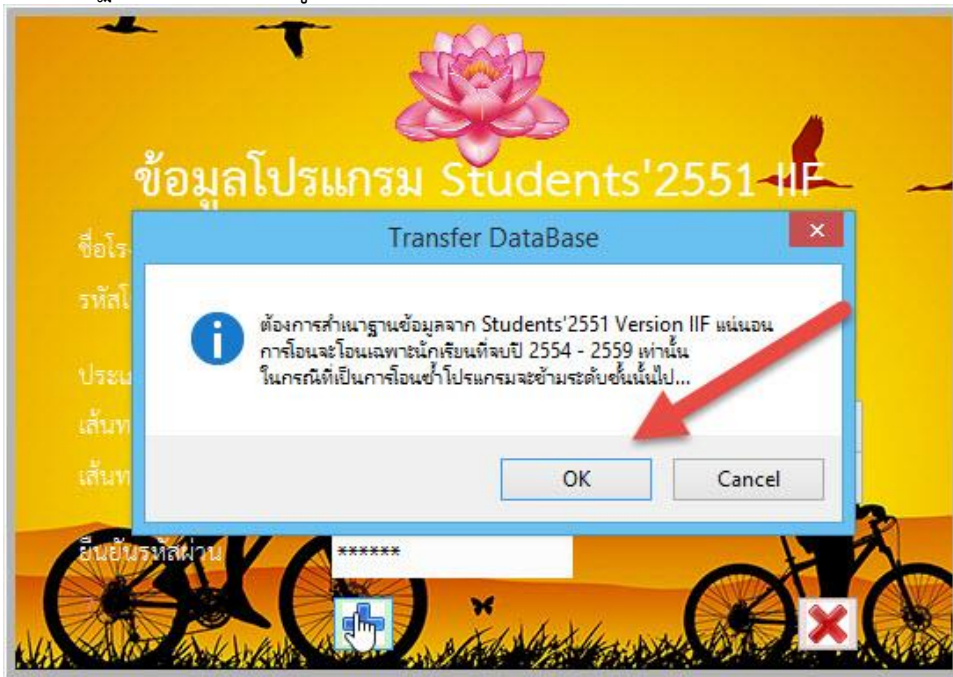 ข้อมูลโปรแกรม Students'2551 IIF
Transfer DataBase
ต้องการสำเนาฐานข้อมูลจาก Students'2551 Version IIF แน่นอน
การโอนจะโอนเฉพาะนักเรียนที่จบปี 2554 - 2559 เท่านั้น
ในกรณีที่เป็นการโอนซ้ำโปรแกรมจะข้ามระดับชั้นนั้นไป...
OK Cancel
ยืนยันรหัสผ่าน ******